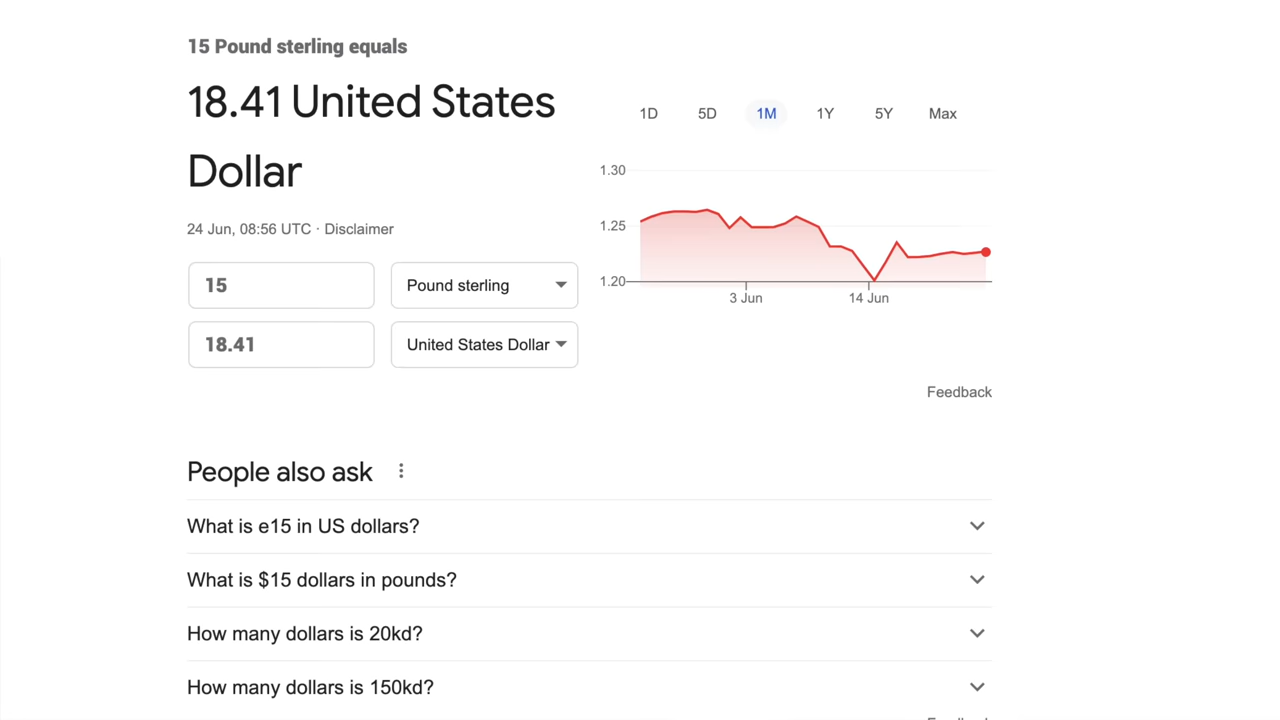 15 Pound sterling equals
18.41 United States
Dollar
24 Jun, 08:56 UTC · Disclaimer
15
Pound sterling
18.41
United States Dollar
1D 5D 1M 1Y 5Y Max
1.30
1.25
1.20
3 Jun 14 Jun
Feedback
People also ask
What is e15 in US dollars?
What is $15 dollars in pounds?
How many dollars is 20kd?
How many dollars is 150kd?